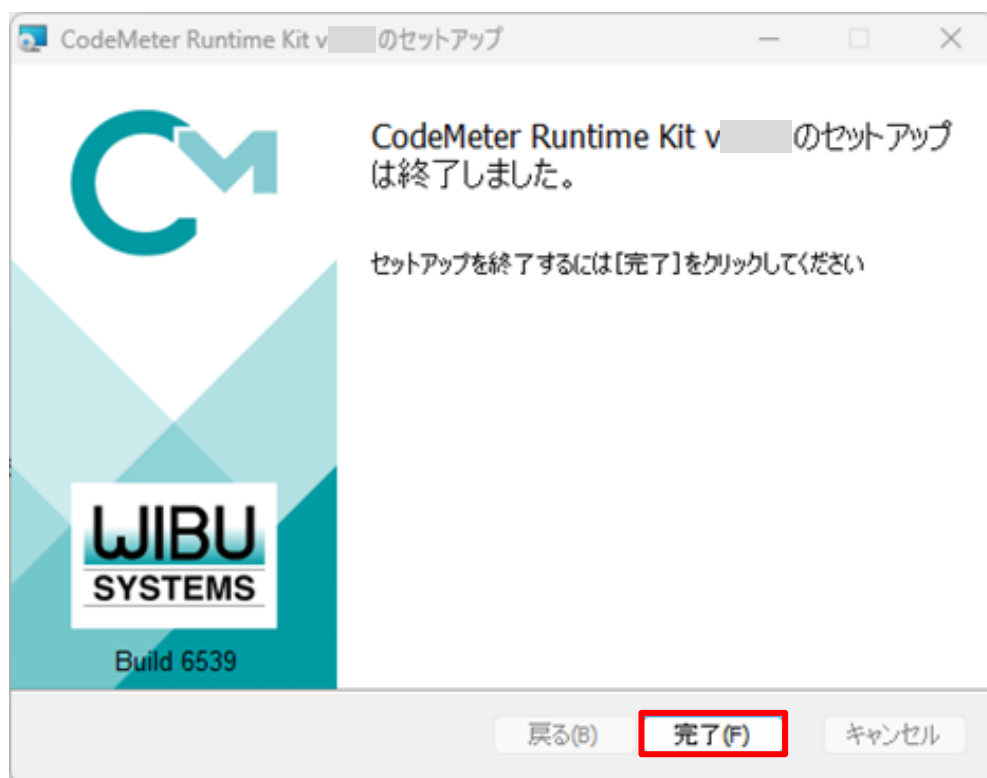 CodeMeter Runtime Kit v のセットアップ
CodeMeter Runtime Kit v のセットアップ
は終了しました。
セットアップを終了するには[完了]をクリックしてください
WIBU
SYSTEMS
Build 6539
戻る(B) 完了(F) キャンセル